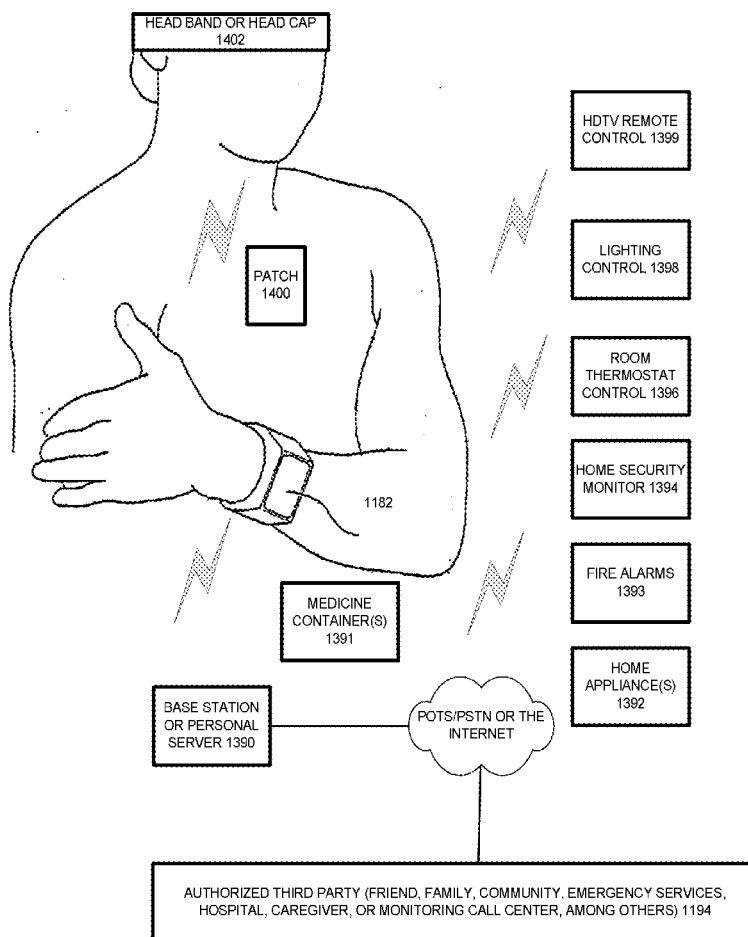 HEAD BAND OR HEAD CAP
1402
HDTV REMOTE
CONTROL 1399
PATCH
1400
LIGHTING
CONTROL 1398
ROOM
THERMOSTAT
CONTROL 1396
HOME SECURITY
MONITOR 1394
1182
FIRE ALARMS
1393
MEDICINE
CONTAINER(S)
1391
HOME
APPLIANCE(S)
1392
BASE STATION
OR PERSONAL
SERVER 1390
POTS/PSTN OR THE
INTERNET
AUTHORIZED THIRD PARTY (FRIEND, FAMILY, COMMUNITY, EMERGENCY SERVICES,
HOSPITAL, CAREGIVER, OR MONITORING CALL CENTER, AMONG OTHERS) 1194